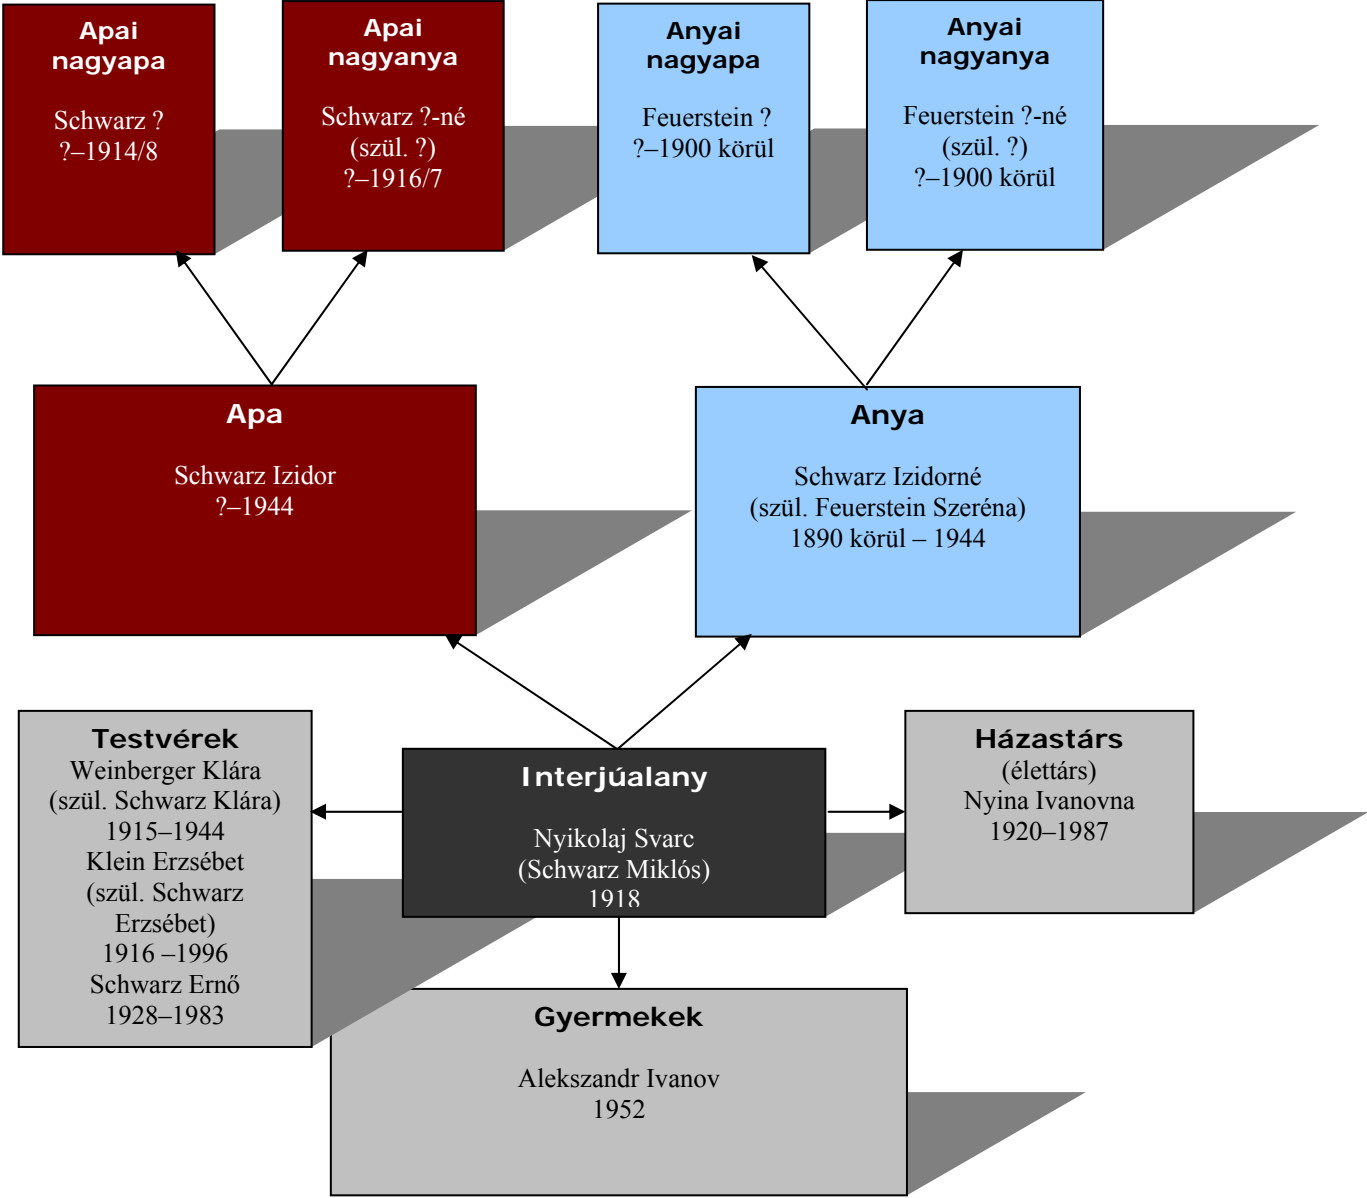 Apai
nagyapa
Schwarz ?
?–1914/8
Apai
nagyanya
Schwarz ?-né
(szül. ?)
?–1916/7
Anyai
nagyapa
Feuerstein ?
?–1900 körül
Anyai
nagyanya
Feuerstein ?-né
(szül. ?)
?–1900 körül
Apa
Schwarz Izidor
?–1944
Anya
Schwarz Izidorné
(szül. Feuerstein Szeréna)
1890 körül – 1944
Testvérek
Weinberger Klára
(szül. Schwarz Klára)
1915–1944
Klein Erzsébet
(szül. Schwarz
Erzsébet)
1916 –1996
Schwarz Ernő
1928–1983
Interjúalany
Nyikolaj Svarc
(Schwarz Miklós)
1918
Házastárs
(élettárs)
Nyina Ivanovna
1920–1987
Gyermekek
Alekszandr Ivanov
1952